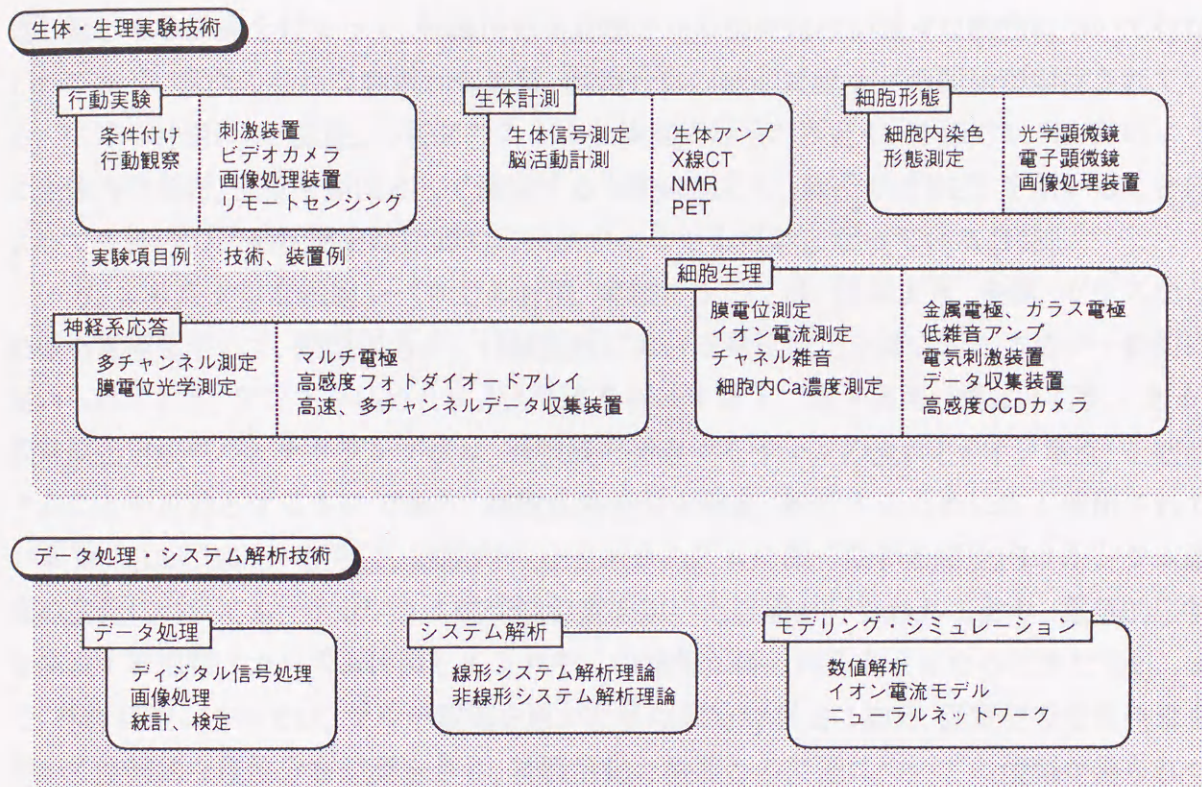 生体・生理実験技術
行動実験
条件付け
行動観察
刺激装置
ビデオカメラ
画像処理装置
リモートセンシング
実験項目例
技術、装置例
生体計測
生体信号測定
脳活動計測
生体アンプ
X線CT
NMR
PET
細胞形態
細胞内染色
形態測定
光学顕微鏡
電子顕微鏡
画像処理装置
神経系応答
多チャンネル測定
膜電位光学測定
マルチ電極
高感度フォトダイオードアレイ
高速、多チャンネルデータ収集装置
細胞生理
膜電位測定
イオン電流測定
チャネル雑音
細胞内Ca濃度測定
金属電極、ガラス電極
低雑音アンプ
電気刺激装置
データ収集装置
高感度CCDカメラ
データ処理・システム解析技術
データ処理
ディジタル信号処理
画像処理
統計、検定
システム解析
線形システム解析理論
非線形システム解析理論
モデリング・シミュレーション
数値解析
イオン電流モデル
ニュラルネットワーク